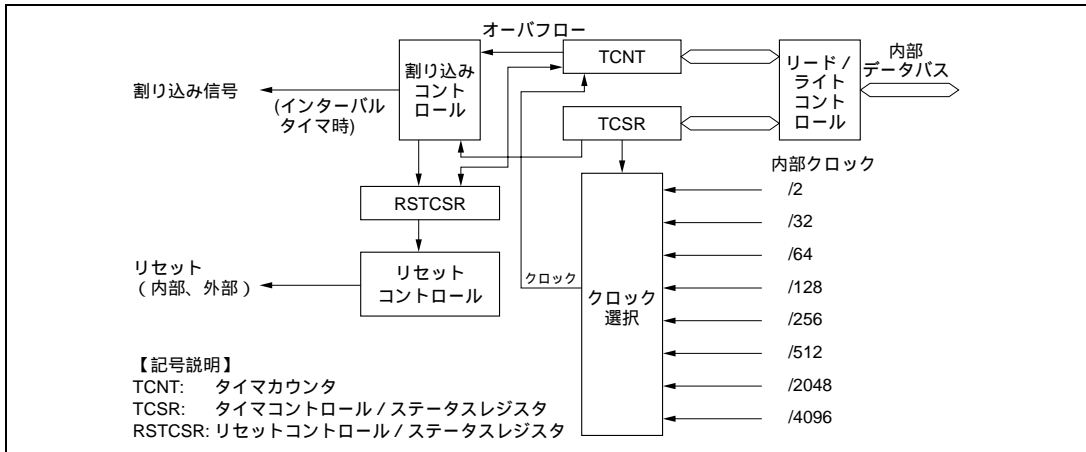 オーバフロー
割り込み
コント
ロール
TCNT
リード /
ライト
コント
ロール
内部
データバス
割り込み信号
(インターバル
タイマ時)
TCSR
内部クロック
RSTCSR
/2
/32
/64
リセット
(内部、外部)
リセット
コントロール
クロック
クロック
選択
/128
/256
/512
/2048
/4096
【記号説明】
TCNT: タイマカウンタ
TCSR: タイマコントロール / ステータスレジスタ
RSTCSR: リセットコントロール / ステータスレジスタ